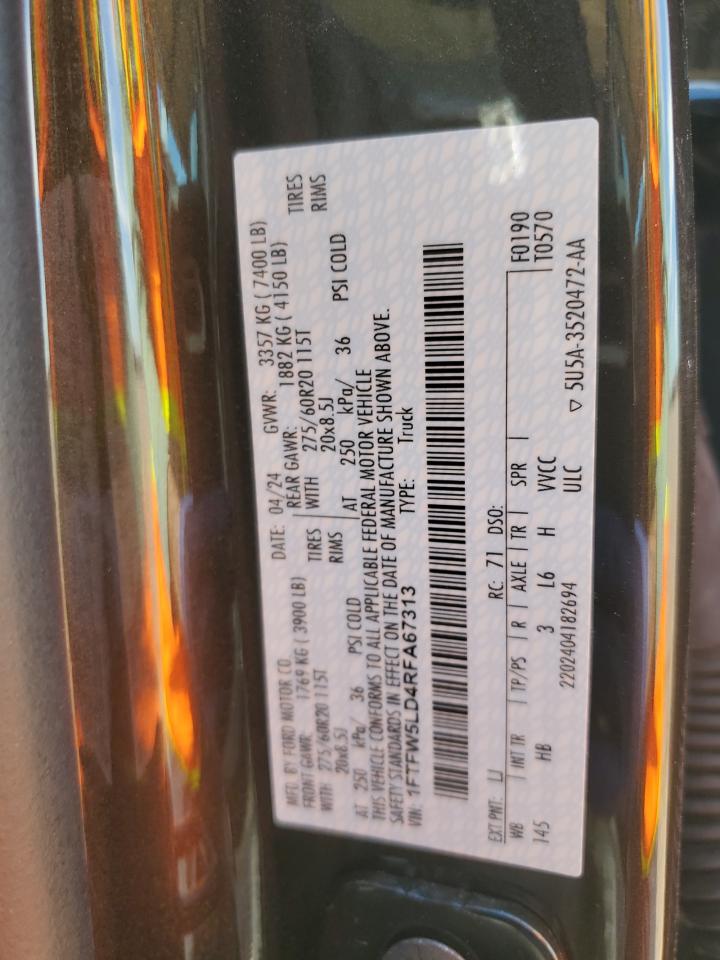 MFD. BY FORD MOTOR CO.
DATE: 04/24 GVWR: 3357 KG ( 7400 LB)
FRONT GAWR: 1769 KG ( 3900 LB) REAR GAWR: 1882 KG ( 4150 LB)
WITH 275/60R20 115T TIRES WITH 275/60R20 115T TIRES
20x8.5J RIMS 20x8.5J RIMS
AT 250 kPa/ 36 PSI COLD AT 250 kPa/ 36 PSI COLD
THIS VEHICLE CONFORMS TO ALL APPLICABLE FEDERAL MOTOR VEHICLE
SAFETY STANDARDS IN EFFECT ON THE DATE OF MANUFACTURE SHOWN ABOVE.
VIN: 1FTFW5LD4RFA67313 TYPE: Truck
EXT PNT: LJ RC: 71 DSO:
WB INT TR TP/PS R AXLE TR SPR F0190
145 HB 3 L6 H VVCC T0570
2202404182694 ULC ▽ 5U5A-3520472-AA